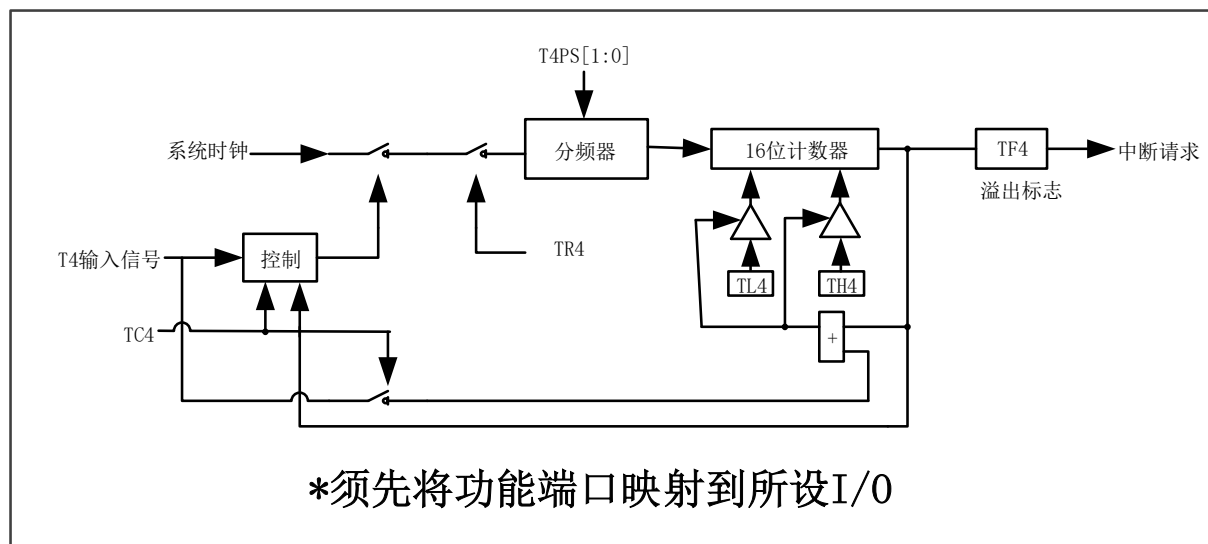 T4PS[1:0]
系统时钟
分频器
16位计数器
TF4
中断请求
溢出标志
T4输入信号
控制
TR4
TL4
TH4
TC4
+
*须先将功能端口映射到所设I/O